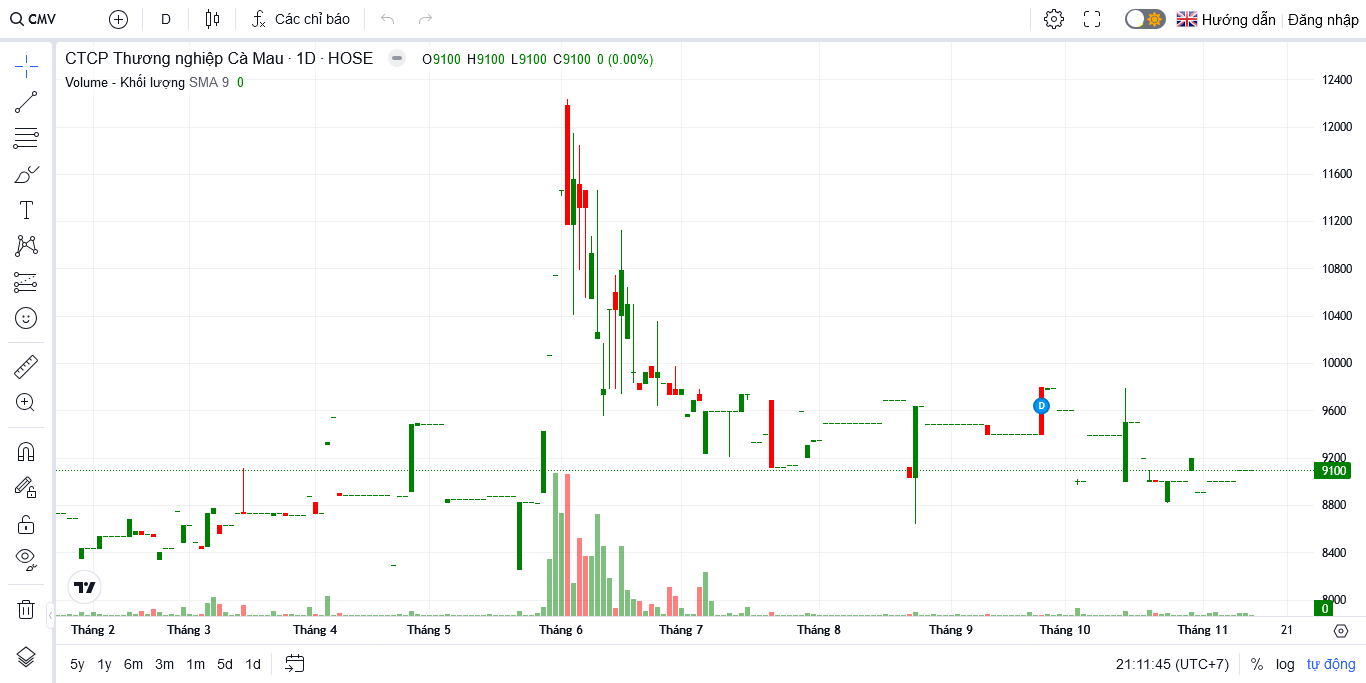 CMV D Các chỉ báo Hướng dẫn Đăng nhập
CTCP Thương nghiệp Cà Mau · 1D · HOSE O9100 H9100 L9100 C9100 0 (0.00%)
Volume - Khối lượng SMA 9 0
12400
12000
11600
11200
10800
10400
10000
9600
9200
9100
8800
8400
8000
0
D
Tháng 2 Tháng 3 Tháng 4 Tháng 5 Tháng 6 Tháng 7 Tháng 8 Tháng 9 Tháng 10 Tháng 11 21
5y 1y 6m 3m 1m 5d 1d 21:11:45 (UTC+7) % log tự động